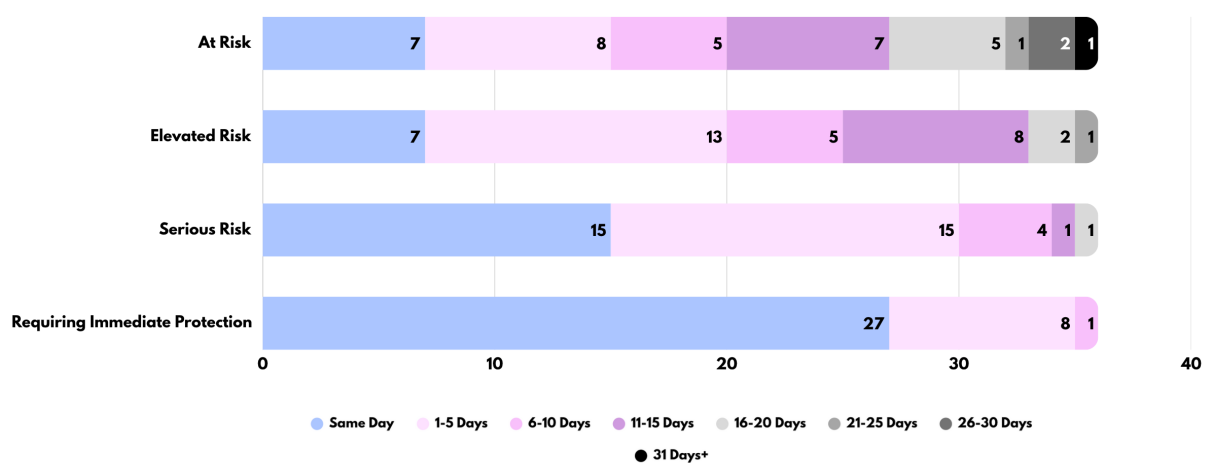 At Risk 7 8 5 7 5 1 2 1
Elevated Risk 7 13 5 8 2 1
Serious Risk 15 15 4 1 1
Requiring Immediate Protection 27 8 1
0 10 20 30 40
Same Day 1-5 Days 6-10 Days 11-15 Days 16-20 Days 21-25 Days 26-30 Days
31 Days+